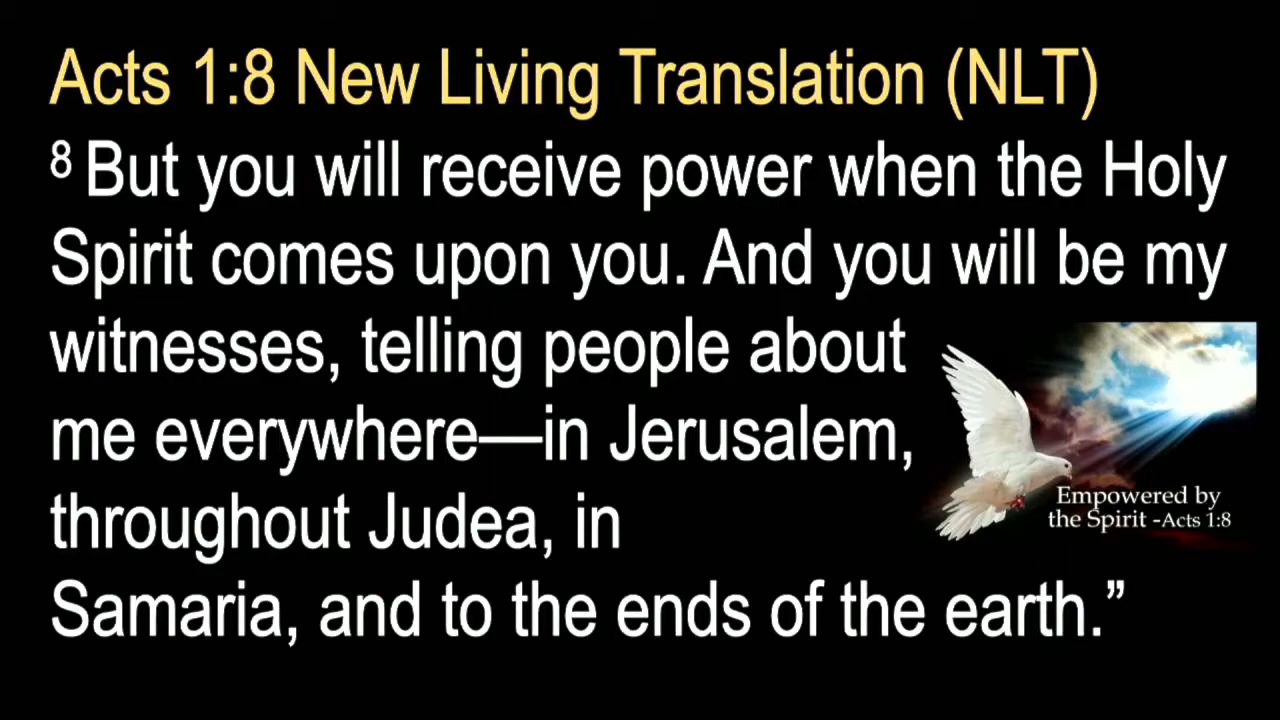 Acts 1:8 New Living Translation (NLT)
⁸ But you will receive power when the Holy
Spirit comes upon you. And you will be my
witnesses, telling people about
me everywhere—in Jerusalem,
throughout Judea, in
Samaria, and to the ends of the earth.”
Empowered by
the Spirit -Acts 1:8